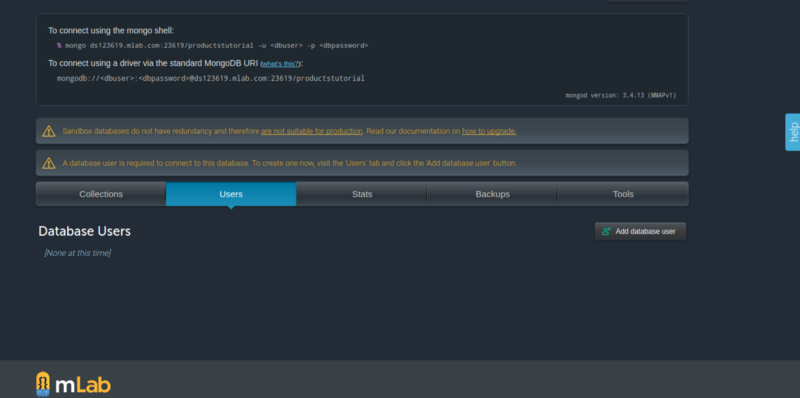 To connect using the mongo shell:
% mongo ds123619.mlab.com:23619/productstutorial -u <dbuser> -p <dbpassword>
To connect using a driver via the standard MongoDB URI (what's this?):
mongodb://<dbuser>:<dbpassword>@ds123619.mlab.com:23619/productstutorial
mongod version: 3.4.13 (MMAPv1)
Sandbox databases do not have redundancy and therefore are not suitable for production. Read our documentation on how to upgrade.
A database user is required to connect to this database. To create one now, visit the 'Users' tab and click the 'Add database user' button.
Collections Users Stats Backups Tools
Database Users
Add database user
[None at this time]
help
mLab